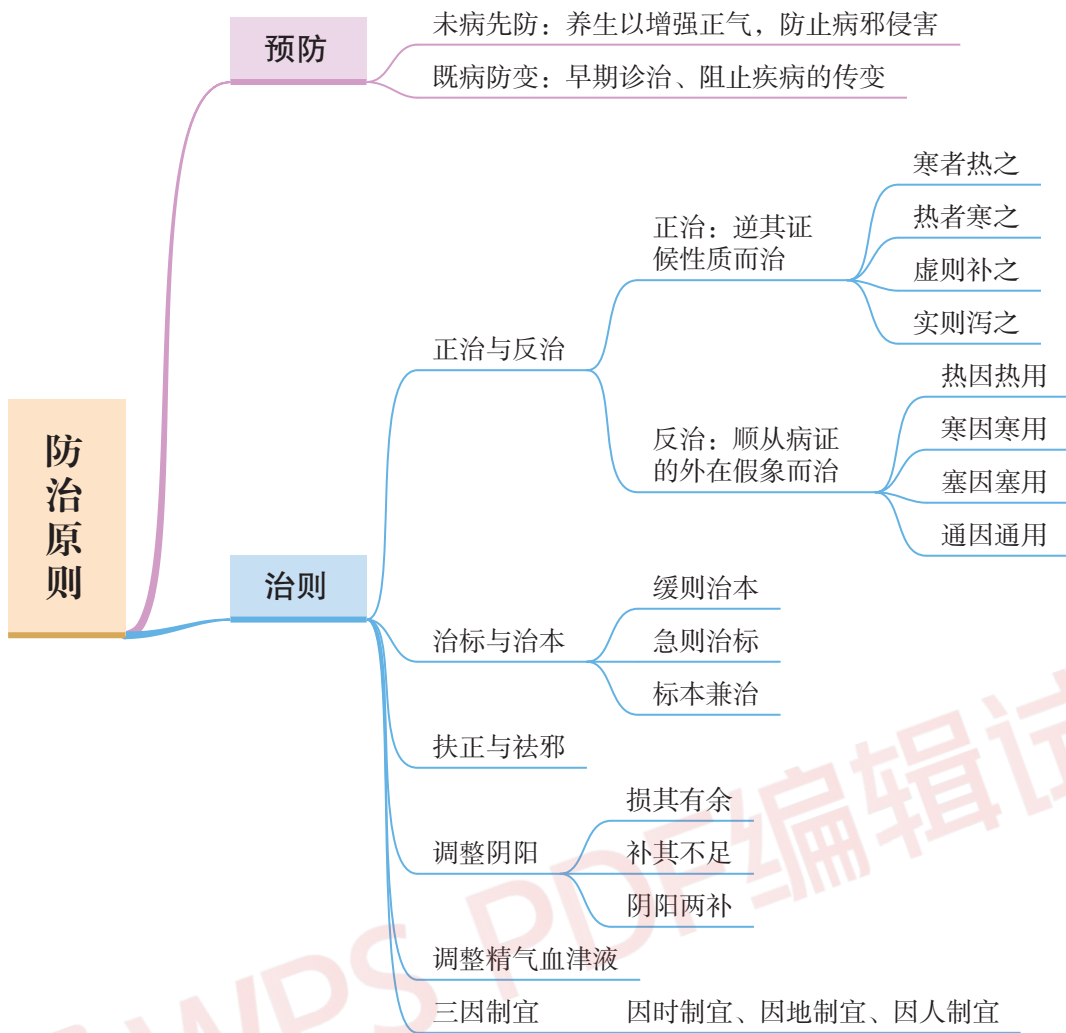 预防
未病先防：养生以增强正气，防止病邪侵害
既病防变：早期诊治、阻止疾病的传变
防治原则
治则
正治与反治
正治：逆其证
候性质而治
寒者热之
热者寒之
虚则补之
实则泻之
反治：顺从病证
的外在假象而治
热因热用
寒因寒用
塞因塞用
通因通用
治标与治本
缓则治本
急则治标
标本兼治
扶正与祛邪
调整阴阳
损其有余
补其不足
阴阳两补
调整精气血津液
三因制宜
因时制宜、因地制宜、因人制宜
WPS PDF编辑试